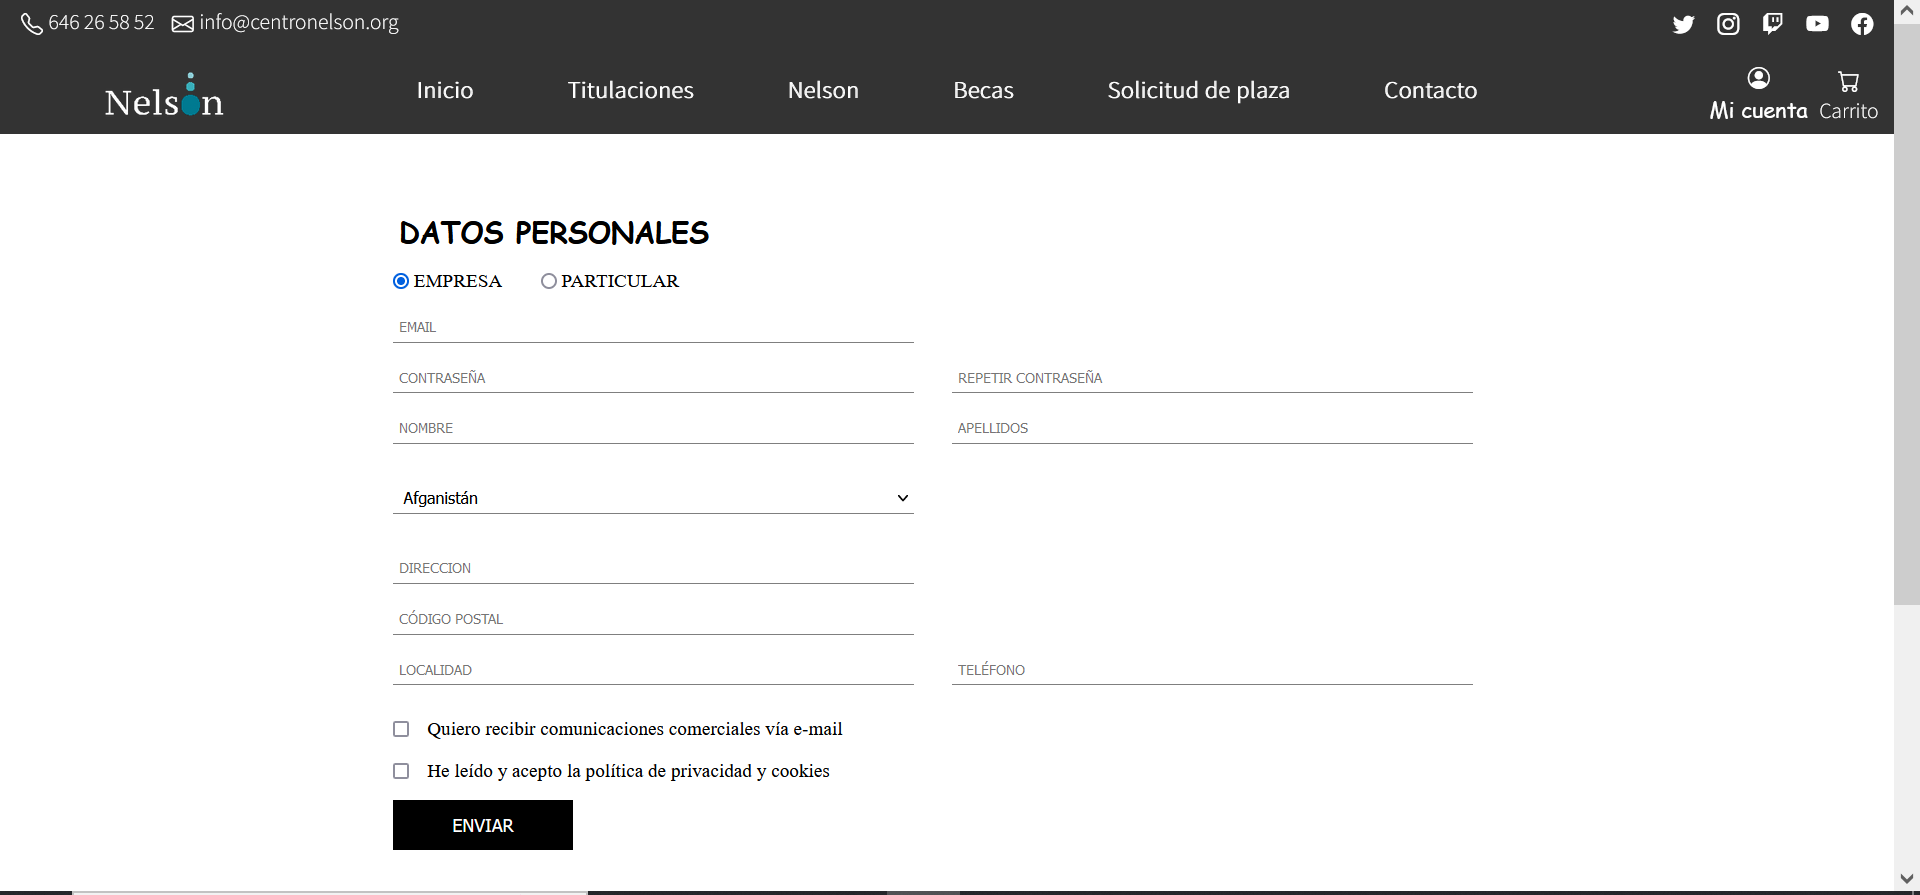 646 26 58 52 info@centronelson.org
Nelson Inicio Titulaciones Nelson Becas Solicitud de plaza Contacto
Mi cuenta Carrito
DATOS PERSONALES
EMPRESA PARTICULAR
EMAIL
CONTRASEÑA REPETIR CONTRASEÑA
NOMBRE APELLIDOS
Afganistán
DIRECCION
CÓDIGO POSTAL
LOCALIDAD TELÉFONO
Quiero recibir comunicaciones comerciales vía e-mail
He leído y acepto la política de privacidad y cookies
ENVIAR